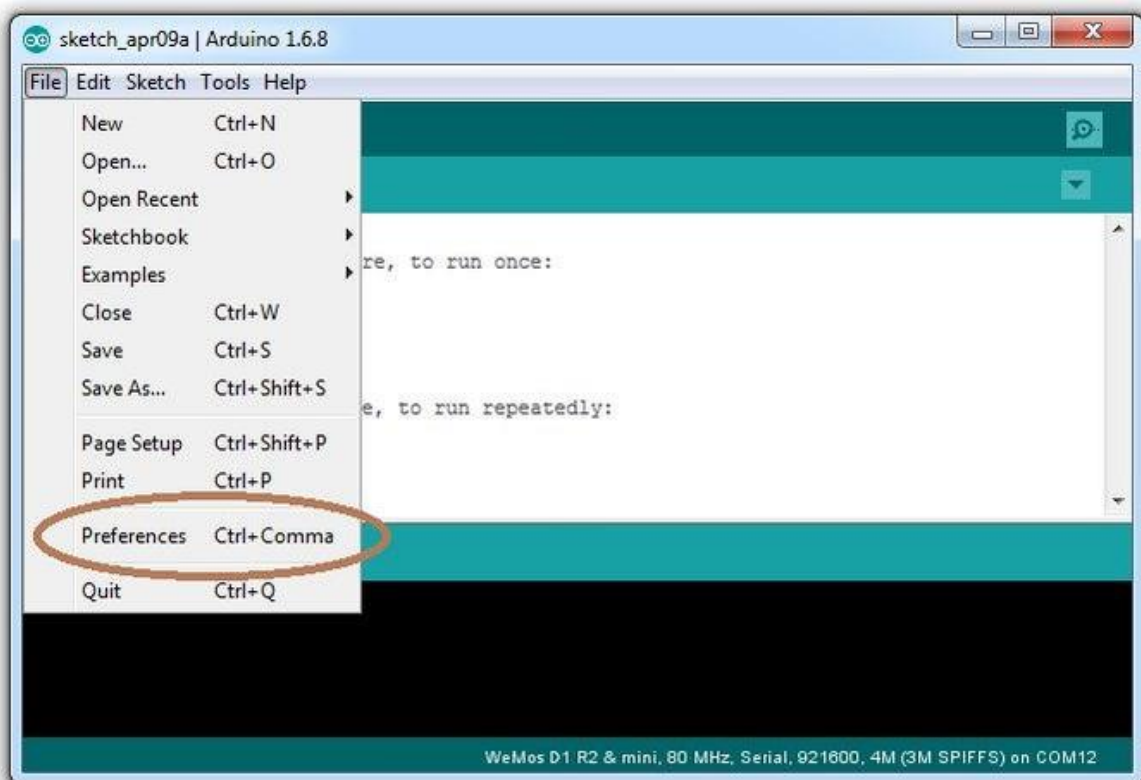 sketch_apr09a | Arduino 1.6.8
File Edit Sketch Tools Help
New Ctrl+N
Open... Ctrl+O
Open Recent
Sketchbook
Examples
re, to run once:
Close Ctrl+W
Save Ctrl+S
Save As... Ctrl+Shift+S
e, to run repeatedly:
Page Setup Ctrl+Shift+P
Print Ctrl+P
Preferences Ctrl+Comma
Quit Ctrl+Q
WeMos D1 R2 & mini, 80 MHz, Serial, 921600, 4M (3M SPIFFS) on COM12